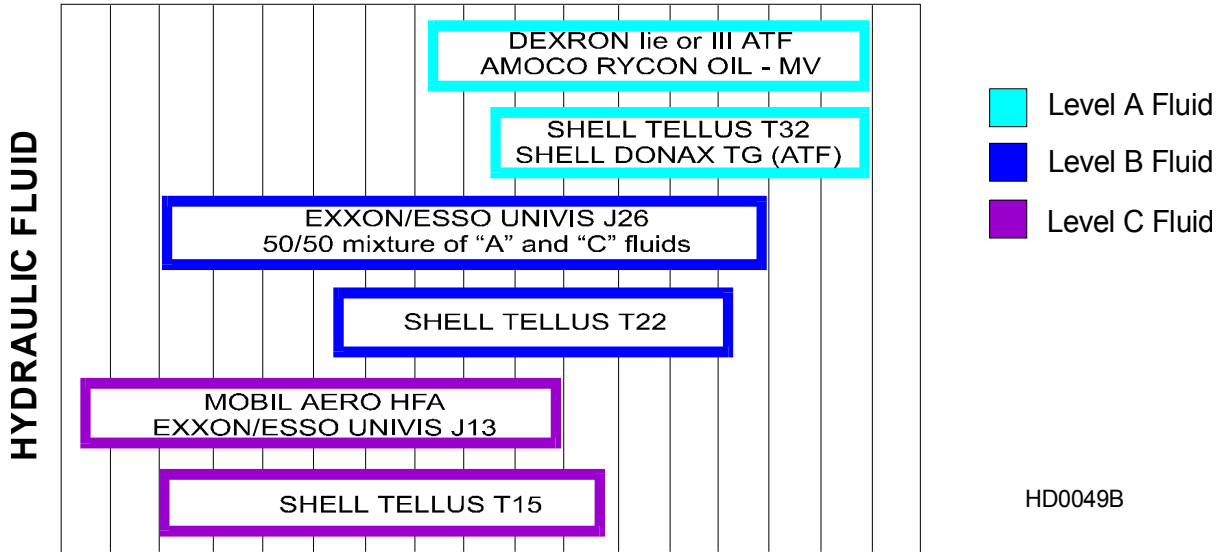 HYDRAULIC FLUID
DEXRON IIe or III ATF
AMOCO RYCON OIL - MV
SHELL TELLUS T32
SHELL DONAX TG (ATF)
EXXON/ESSO UNIVIS J26
50/50 mixture of “A” and “C” fluids
SHELL TELLUS T22
MOBIL AERO HFA
EXXON/ESSO UNIVIS J13
SHELL TELLUS T15
Level A Fluid
Level B Fluid
Level C Fluid
HD0049B